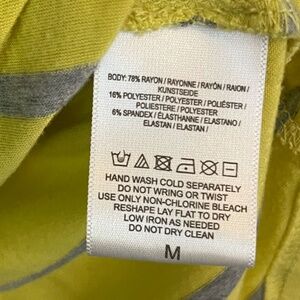 BODY: 78% RAYON / RAYONNE / RAYÓN / RAION /
KUNSTSEIDE
16% POLYESTER / POLYESTER / POLIÉSTER /
POLIESTERE / POLYESTER /
6% SPANDEX / ÉLASTHANNE / ELASTANO /
ELASTAN / ELASTAN /
HAND WASH COLD SEPARATELY
DO NOT WRING OR TWIST
USE ONLY NON-CHLORINE BLEACH
RESHAPE LAY FLAT TO DRY
LOW IRON AS NEEDED
DO NOT DRY CLEAN
M